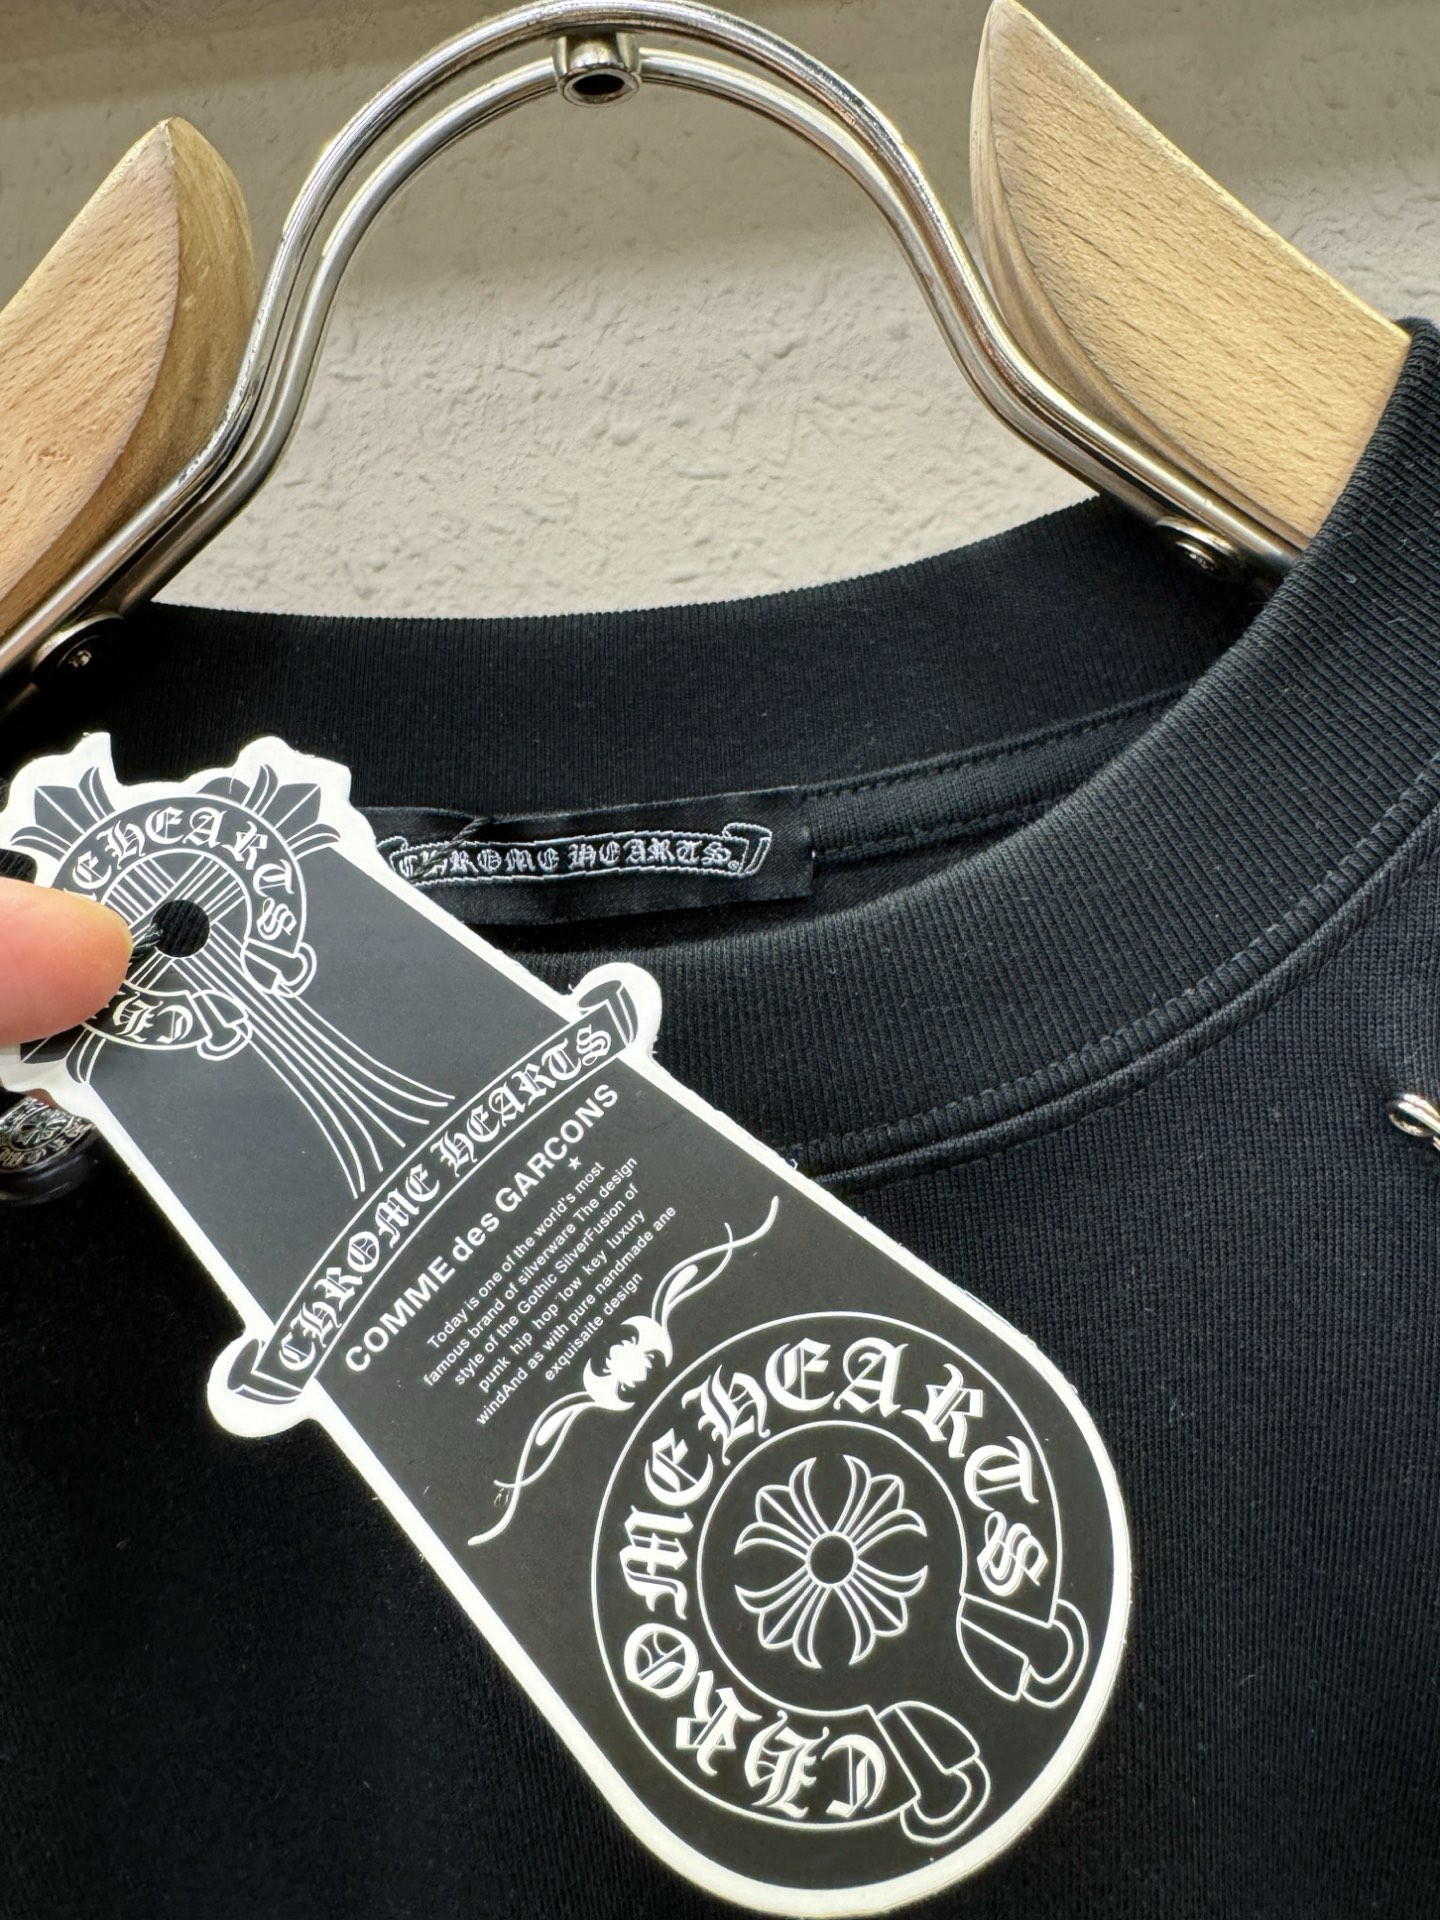 CHROME HEARTS
HEARTS
CHROME HEARTS
COMME des GARCONS
Today is one of the world's most
famous brand of silverware The design
style of the Gothic SilverFusion of
punk hip hop low key luxury
windAnd as with pure nandmade ane
exquisaite design
CHROME HEARTS